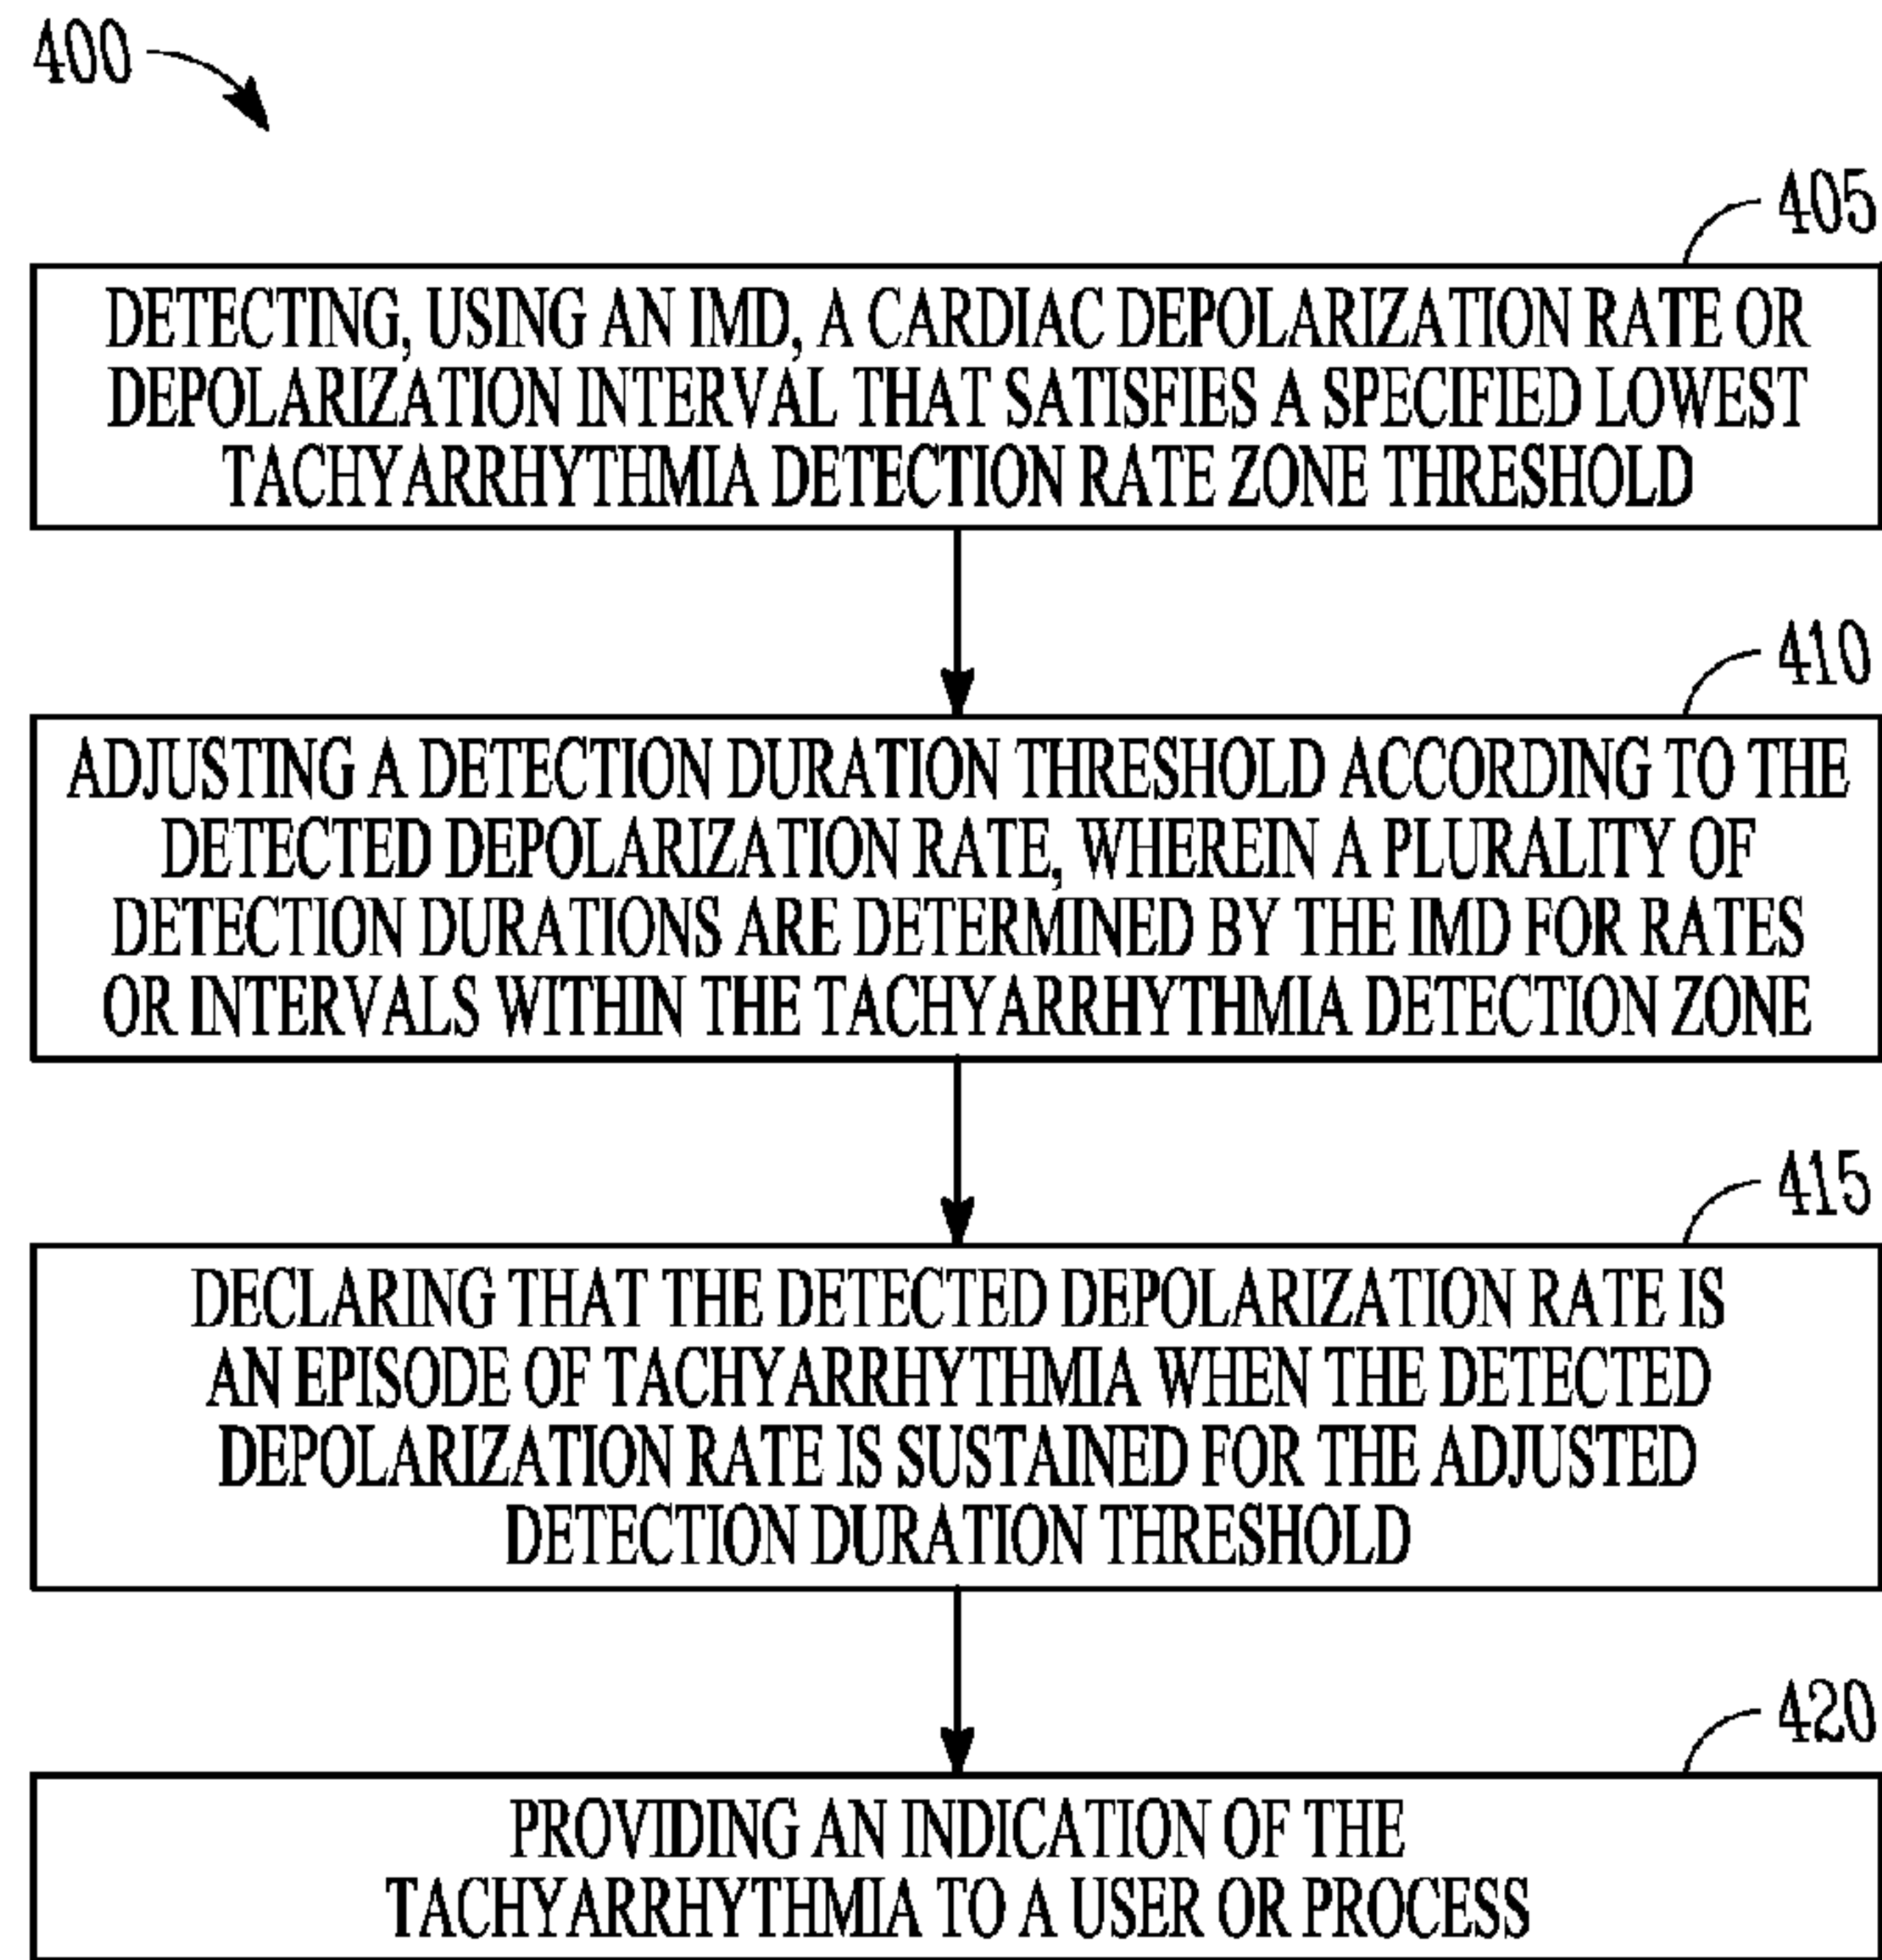 400
405
DETECTING, USING AN IMD, A CARDIAC DEPOLARIZATION RATE OR
DEPOLARIZATION INTERVAL THAT SATISFIES A SPECIFIED LOWEST
TACHYARRHYTHMIA DETECTION RATE ZONE THRESHOLD
410
ADJUSTING A DETECTION DURATION THRESHOLD ACCORDING TO THE
DETECTED DEPOLARIZATION RATE, WHEREIN A PLURALITY OF
DETECTION DURATIONS ARE DETERMINED BY THE IMD FOR RATES
OR INTERVALS WITHIN THE TACHYARRHYTHMIA DETECTION ZONE
415
DECLARING THAT THE DETECTED DEPOLARIZATION RATE IS
AN EPISODE OF TACHYARRHYTHMIA WHEN THE DETECTED
DEPOLARIZATION RATE IS SUSTAINED FOR THE ADJUSTED
DETECTION DURATION THRESHOLD
420
PROVIDING AN INDICATION OF THE
TACHYARRHYTHMIA TO A USER OR PROCESS